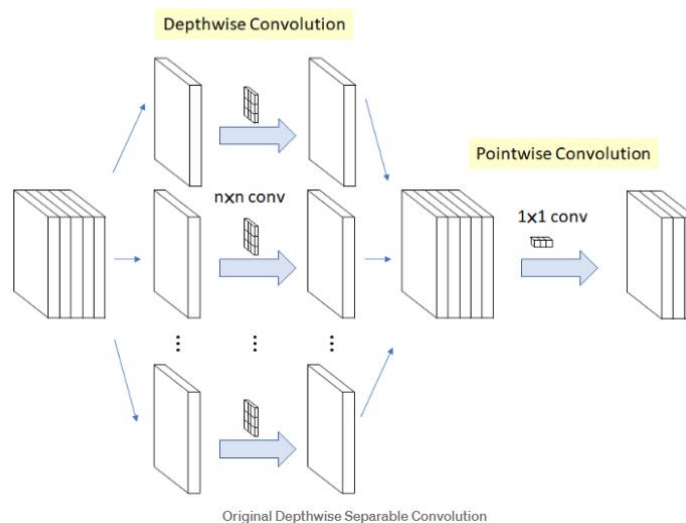 Depthwise Convolution
Pointwise Convolution
nxn conv
1x1 conv
Original Depthwise Separable Convolution